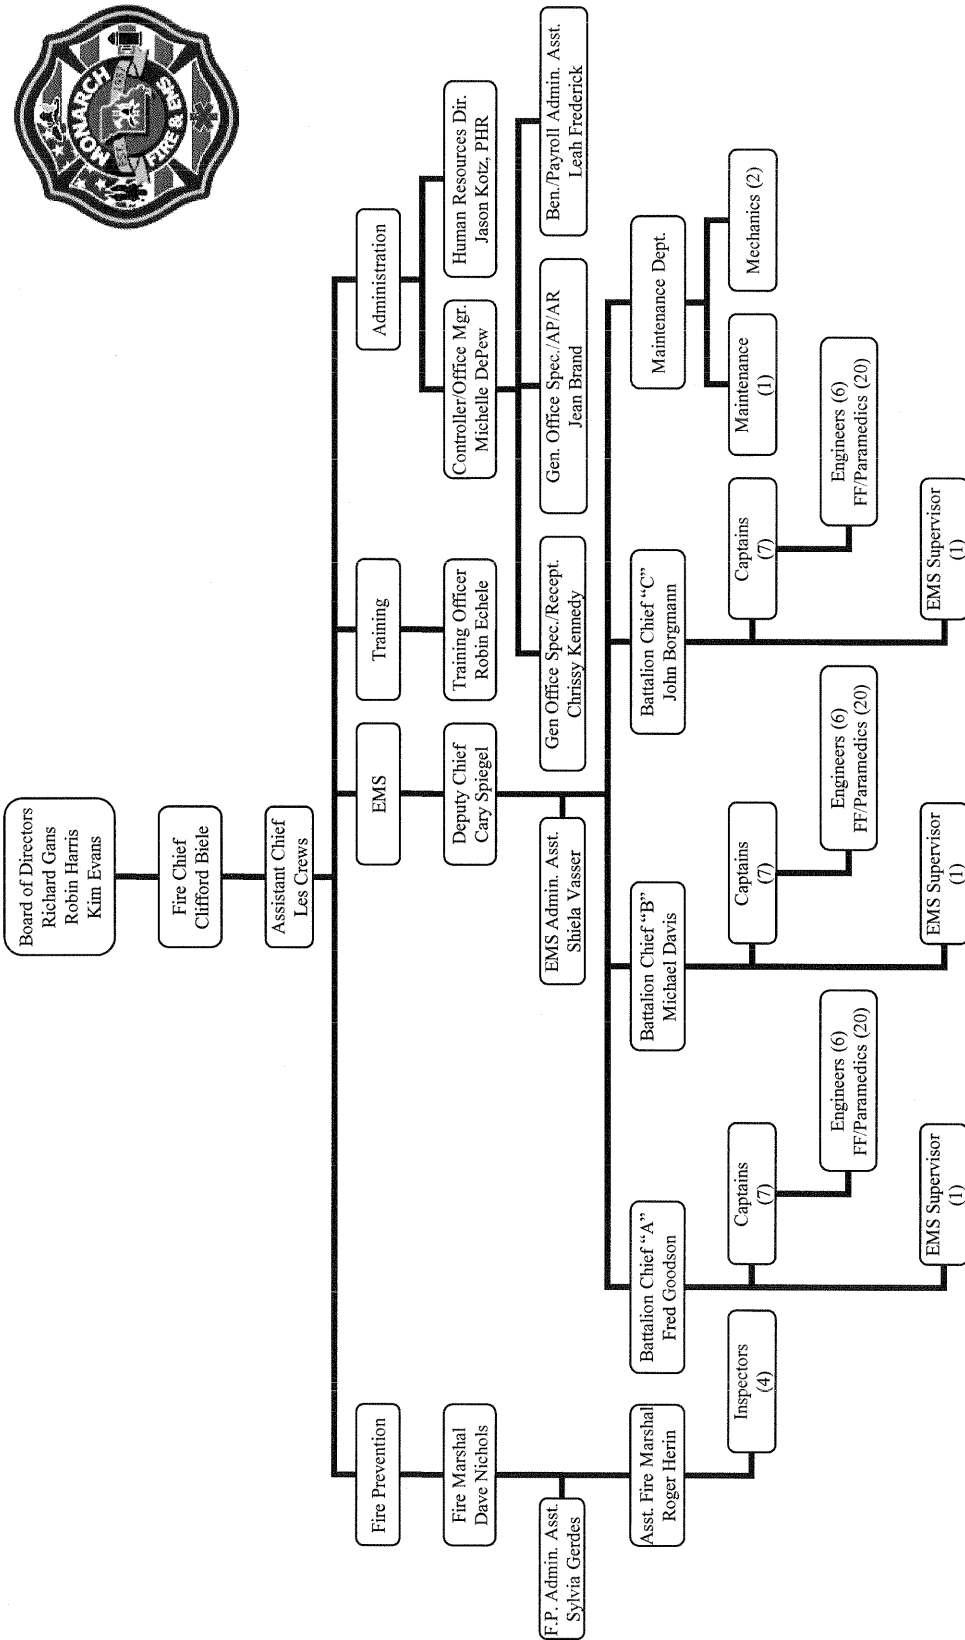 MONARCH
FIRE & EMS
ESTD
Board of Directors
Richard Gans
Robin Harris
Kim Evans
Fire Chief
Clifford Biele
Assistant Chief
Les Crews
Fire Prevention
EMS
Training
Administration
Fire Marshal
Dave Nichols
Deputy Chief
Cary Spiegel
Training Officer
Robin Echele
Controller/Office Mgr.
Michelle DePew
Human Resources Dir.
Jason Kotz, PHR
F.P. Admin. Asst.
Sylvia Gerdes
EMS Admin. Asst.
Shiela Vasser
Gen Office Spec./Recept.
Chrissy Kennedy
Gen. Office Spec./AP/AR
Jean Brand
Ben./Payroll Admin. Asst.
Leah Frederick
Asst. Fire Marshal
Roger Herin
Battalion Chief “A”
Fred Goodson
Battalion Chief “B”
Michael Davis
Battalion Chief “C”
John Borgmann
Maintenance Dept.
Inspectors
(4)
Captains
(7)
Captains
(7)
Captains
(7)
Maintenance
(1)
Mechanics (2)
Engineers (6)
FF/Paramedics (20)
Engineers (6)
FF/Paramedics (20)
Engineers (6)
FF/Paramedics (20)
EMS Supervisor
(1)
EMS Supervisor
(1)
EMS Supervisor
(1)